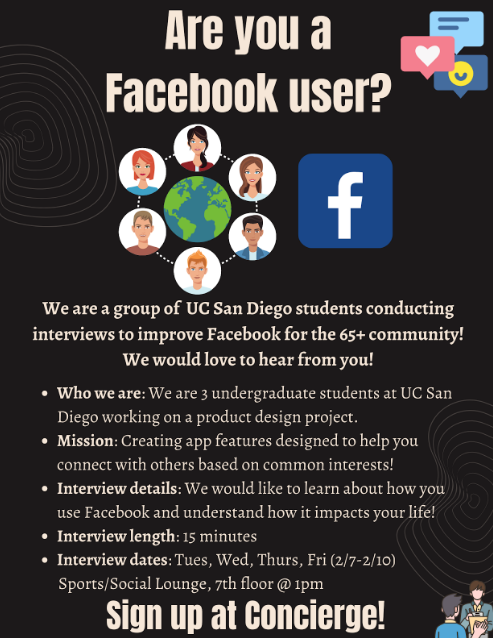 Are you a
Facebook user?
f
We are a group of UC San Diego students conducting
interviews to improve Facebook for the 65+ community!
We would love to hear from you!
• Who we are: We are 3 undergraduate students at UC San
Diego working on a product design project.
• Mission: Creating app features designed to help you
connect with others based on common interests!
• Interview details: We would like to learn about how you
use Facebook and understand how it impacts your life!
• Interview length: 15 minutes
• Interview dates: Tues, Wed, Thurs, Fri (2/7-2/10)
Sports/Social Lounge, 7th floor @ 1pm
Sign up at Concierge!